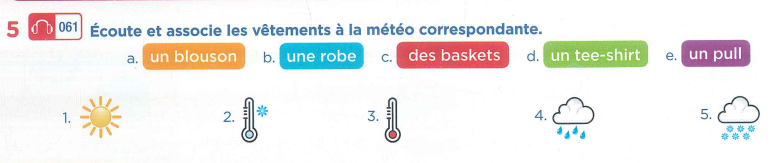 5 061 Écoute et associe les vêtements à la météo correspondante.
a. un blouson b. une robe c. des baskets d. un tee-shirt e. un pull
1. 2. 3. 4. 5.